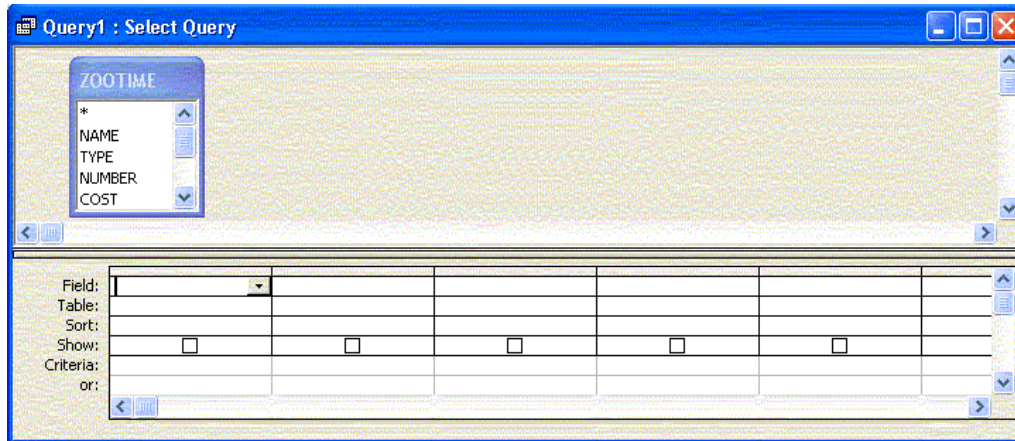 Query1 : Select Query
ZOOTIME
*
NAME
TYPE
NUMBER
COST
Field:
Table:
Sort:
Show:
Criteria:
or: